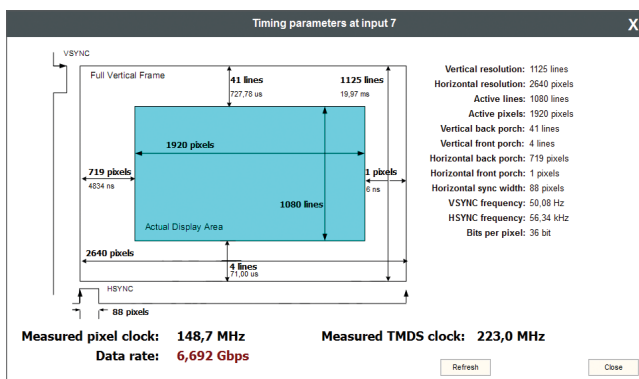 Timing parameters at input 7
X
VSYNC
Full Vertical Frame
41 lines
727,78 us
1125 lines
19,97 ms
1920 pixels
719 pixels
4834 ns
1 pixels
6 ns
1080 lines
Actual Display Area
2640 pixels
4 lines
71,00 us
HSYNC
88 pixels
Vertical resolution: 1125 lines
Horizontal resolution: 2640 pixels
Active lines: 1080 lines
Active pixels: 1920 pixels
Vertical back porch: 41 lines
Vertical front porch: 4 lines
Horizontal back porch: 719 pixels
Horizontal front porch: 1 pixels
Horizontal sync width: 88 pixels
VSYNC frequency: 50,08 Hz
HSYNC frequency: 56,34 kHz
Bits per pixel: 36 bit
Measured pixel clock: 148,7 MHz
Measured TMDS clock: 223,0 MHz
Data rate: 6,692 Gbps
Refresh
Close